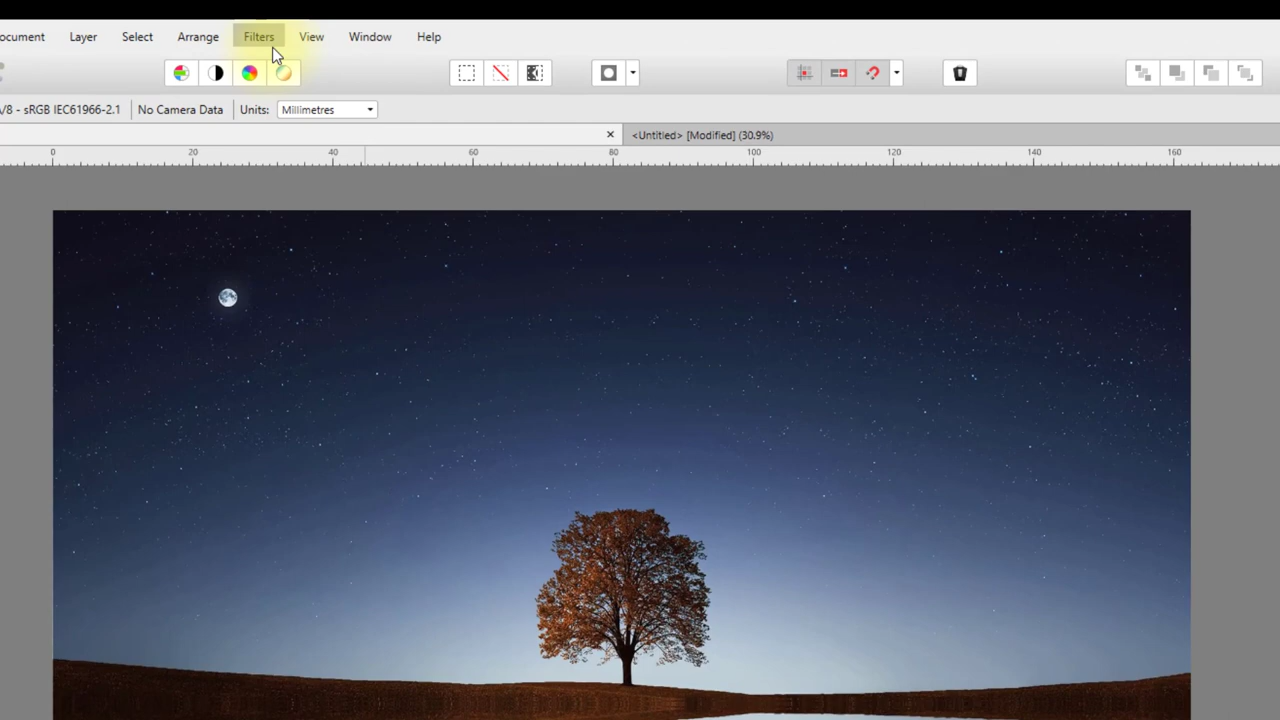 ocument Layer Select Arrange Filters View Window Help
/8 - sRGB IEC61966-2.1 No Camera Data Units: Millimetres
<Untitled> [Modified] (30.9%)
0 20 40 60 80 100 120 140 160